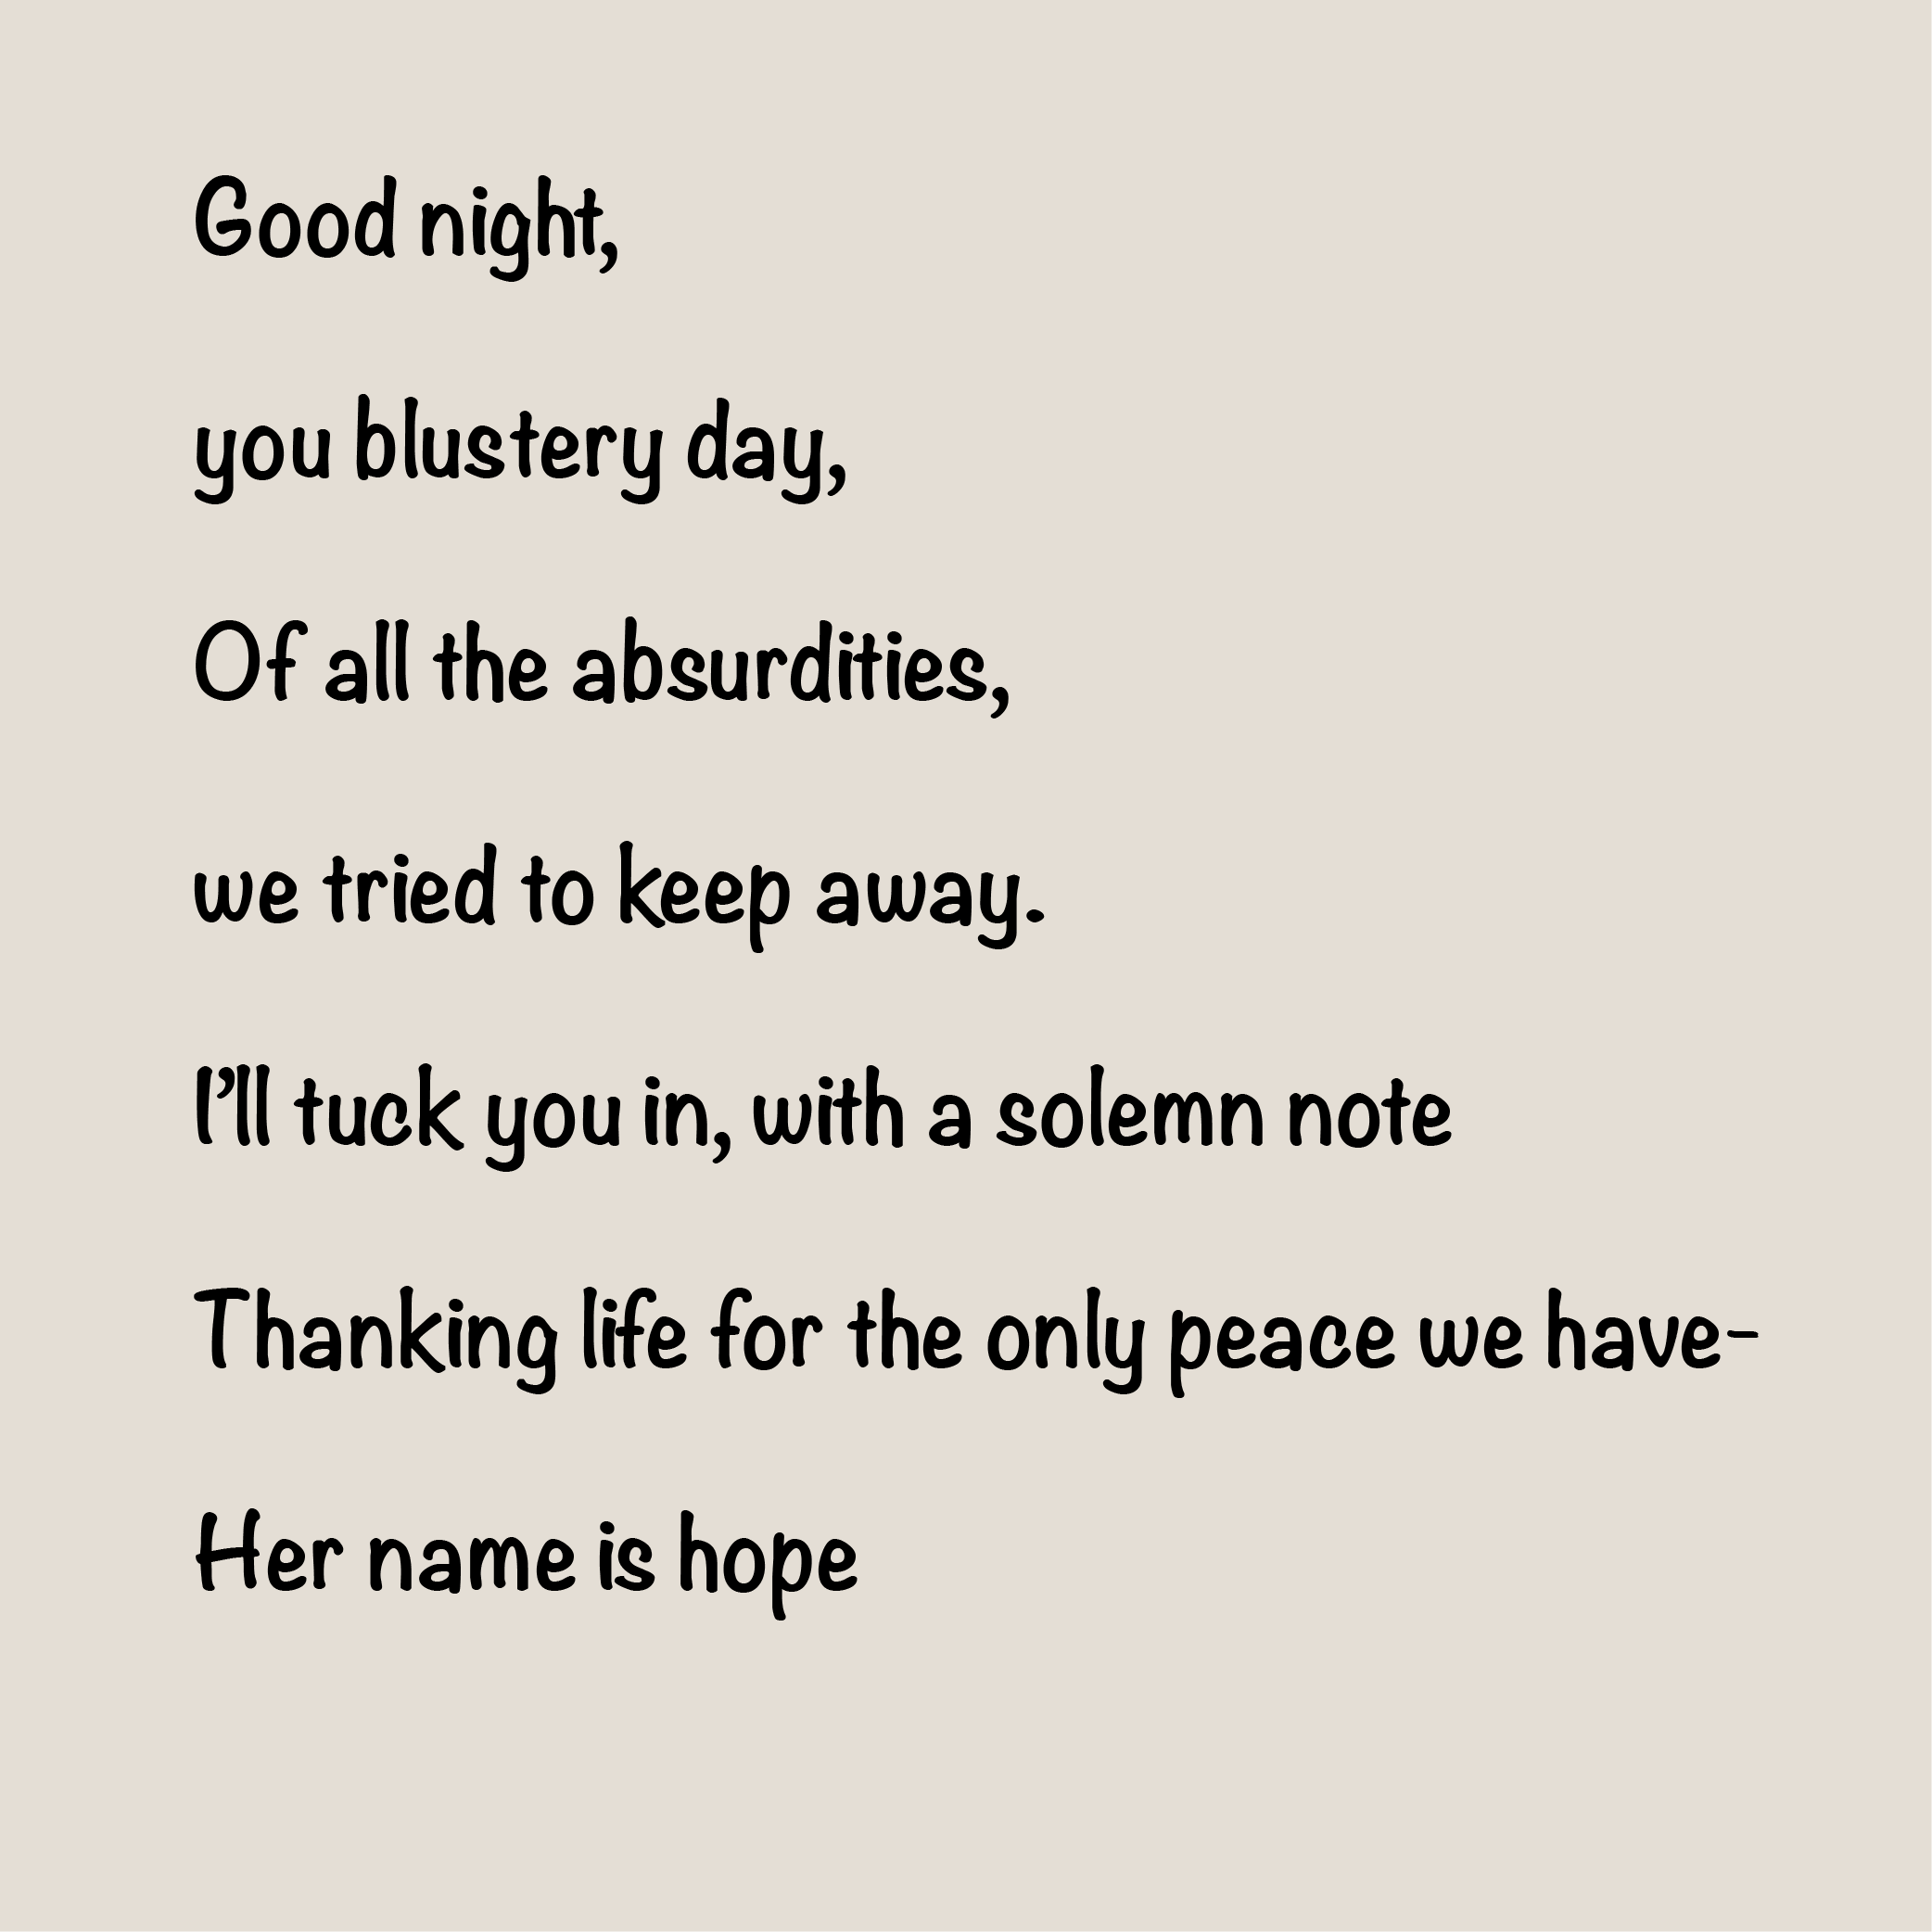 Good night,
you blustery day,
Of all the absurdities,
we tried to keep away.
I’ll tuck you in, with a solemn note
Thanking life for the only peace we have-
Her name is hope